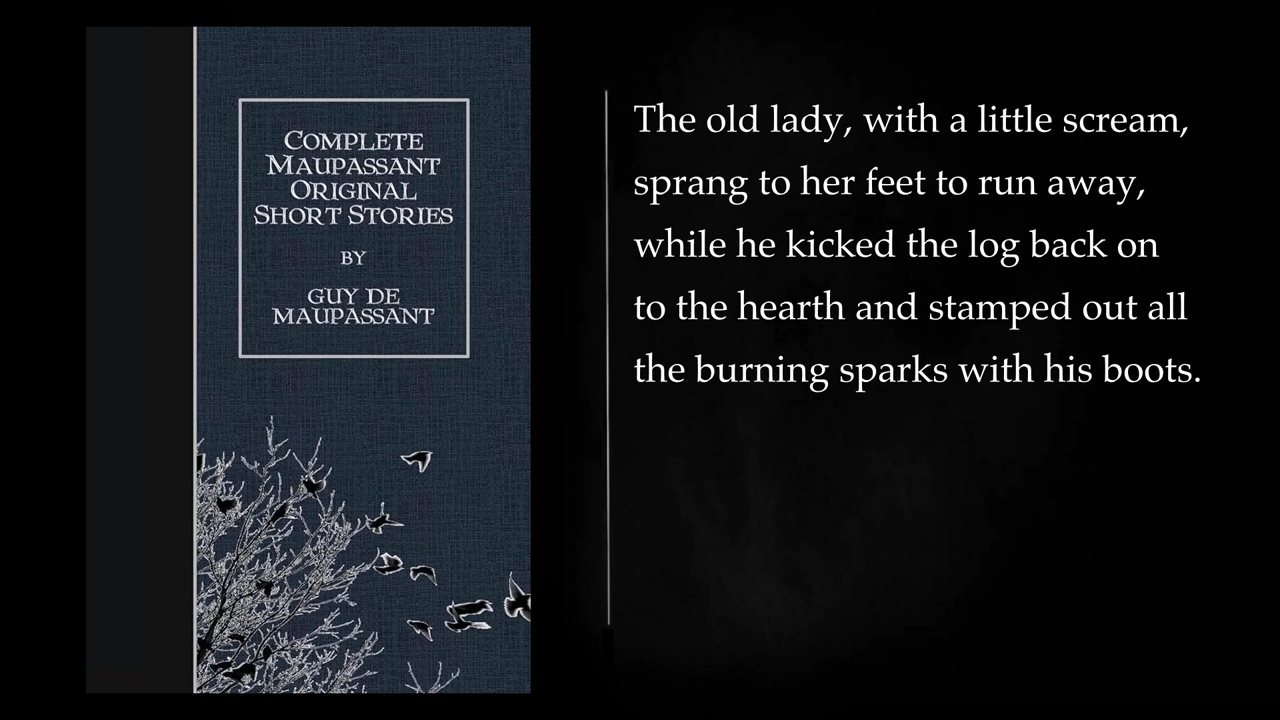 COMPLETE
MAUPASSANT
ORIGINAL
SHORT STORIES
BY
GUY DE
MAUPASSANT
The old lady, with a little scream,
sprang to her feet to run away,
while he kicked the log back on
to the hearth and stamped out all
the burning sparks with his boots.